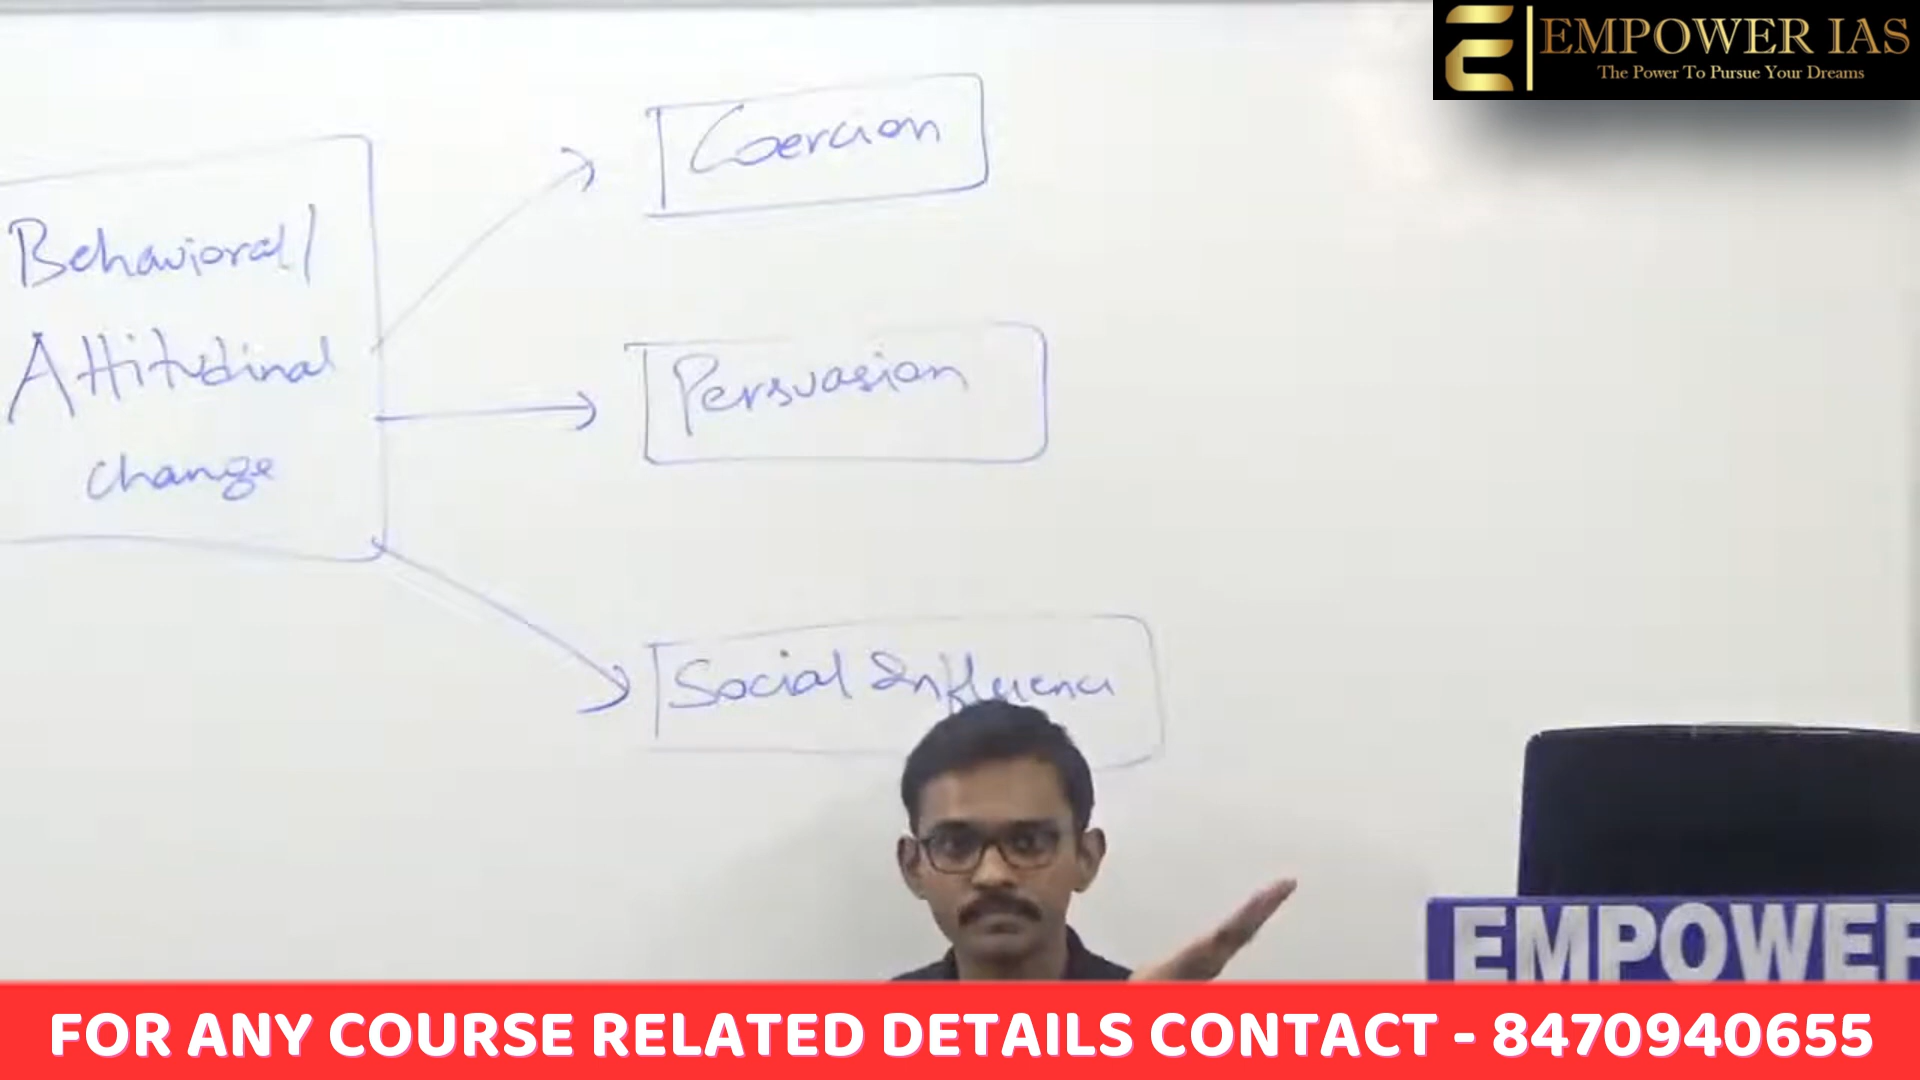 EMPOWER IAS
The Power To Pursue Your Dreams
Coercion
Behavioral/
Attitudinal
change
Persuasion
Social Influence
EMPOWER
FOR ANY COURSE RELATED DETAILS CONTACT - 8470940655